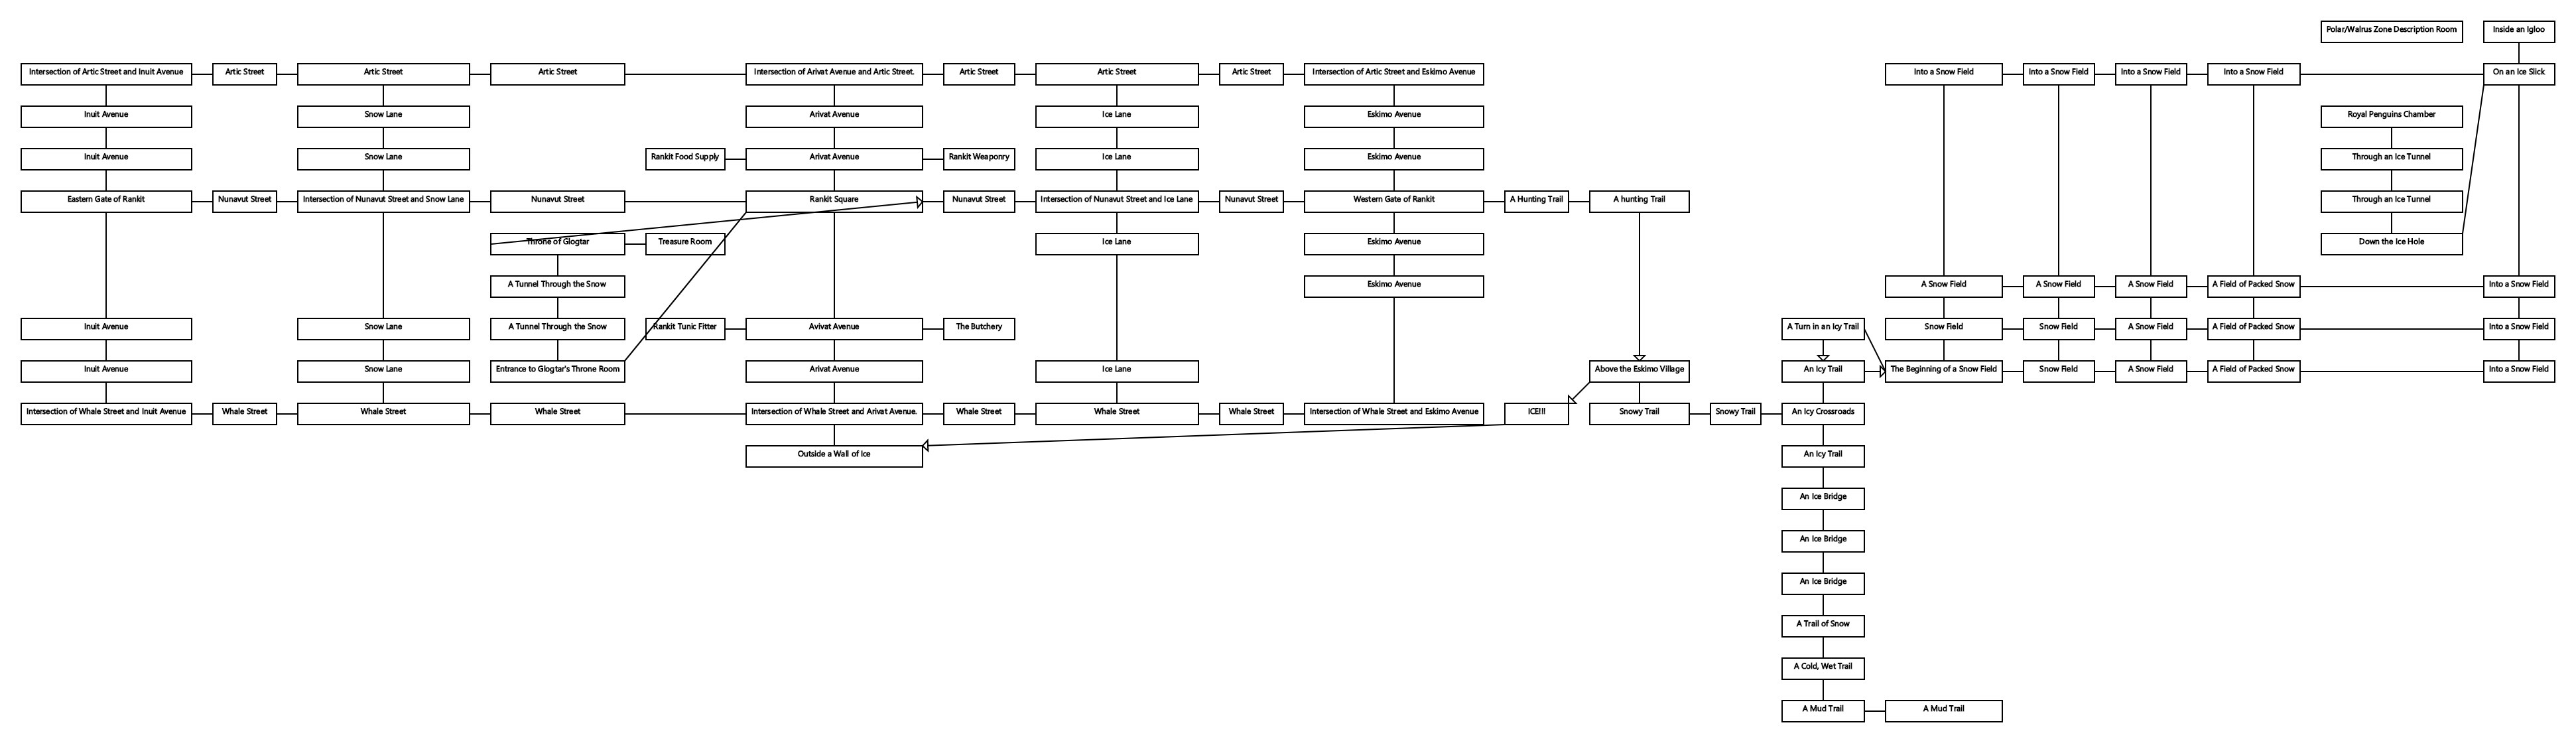 Polar/Walrus Zone Description Room
Inside an Igloo
Intersection of Artic Street and Inuit Avenue
Artic Street
Artic Street
Artic Street
Intersection of Arivat Avenue and Artic Street.
Artic Street
Artic Street
Artic Street
Intersection of Artic Street and Eskimo Avenue
Into a Snow Field
Into a Snow Field
Into a Snow Field
Into a Snow Field
On an Ice Slick
Inuit Avenue
Snow Lane
Arivat Avenue
Ice Lane
Eskimo Avenue
Royal Penguins Chamber
Inuit Avenue
Snow Lane
Rankit Food Supply
Arivat Avenue
Rankit Weaponry
Ice Lane
Eskimo Avenue
Through an Ice Tunnel
Eastern Gate of Rankit
Nunavut Street
Intersection of Nunavut Street and Snow Lane
Nunavut Street
Rankit Square
Nunavut Street
Intersection of Nunavut Street and Ice Lane
Nunavut Street
Western Gate of Rankit
A Hunting Trail
A hunting Trail
Through an Ice Tunnel
Throne of Glogtar
Treasure Room
Ice Lane
Eskimo Avenue
Down the Ice Hole
A Tunnel Through the Snow
Eskimo Avenue
A Snow Field
A Snow Field
A Snow Field
A Field of Packed Snow
Into a Snow Field
Inuit Avenue
Snow Lane
A Tunnel Through the Snow
Rankit Tunic Fitter
Avivat Avenue
The Butchery
A Turn in an Icy Trail
Snow Field
Snow Field
A Snow Field
A Field of Packed Snow
Into a Snow Field
Inuit Avenue
Snow Lane
Entrance to Glogtar's Throne Room
Arivat Avenue
Ice Lane
Above the Eskimo Village
An Icy Trail
The Beginning of a Snow Field
Snow Field
A Snow Field
A Field of Packed Snow
Into a Snow Field
Intersection of Whale Street and Inuit Avenue
Whale Street
Whale Street
Whale Street
Intersection of Whale Street and Arivat Avenue.
Whale Street
Whale Street
Whale Street
Intersection of Whale Street and Eskimo Avenue
ICE!!!
Snowy Trail
Snowy Trail
An Icy Crossroads
Outside a Wall of Ice
An Icy Trail
An Ice Bridge
An Ice Bridge
An Ice Bridge
A Trail of Snow
A Cold, Wet Trail
A Mud Trail
A Mud Trail